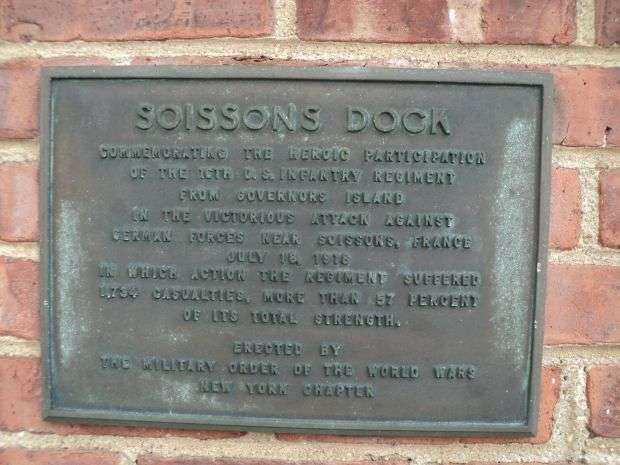 SOISSONS DOCK
COMMEMORATING THE HEROIC PARTICIPATION
OF THE 16TH U.S. INFANTRY REGIMENT
FROM GOVERNORS ISLAND
IN THE VICTORIOUS ATTACK AGAINST
GERMAN FORCES NEAR SOISSONS, FRANCE
JULY 18, 1918
IN WHICH ACTION THE REGIMENT SUFFERED
1,734 CASUALTIES, MORE THAN 57 PERCENT
OF ITS TOTAL STRENGTH.
ERECTED BY
THE MILITARY ORDER OF THE WORLD WARS
NEW YORK CHAPTER